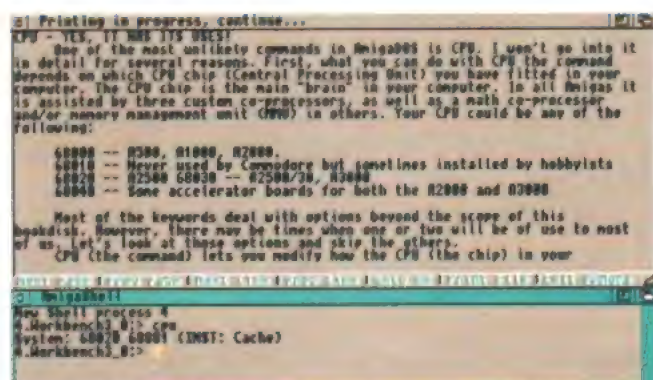 Printing in progress, continue...
CPU - YES, IT HAS ITS USES!
One of the most unlikely commands in AmigaDOS is CPU. I won't go into it
in detail for several reasons. First, what you can do with CPU the command
depends on which CPU chip (Central Processing Unit) you have fitted in your
computer. The CPU chip is the main "brain" in your computer. In all Amigas it
is assisted by three custom co-processors, as well as a math co-processor
and/or memory management unit (MMU) in others. Your CPU could be any of the
following:
68000 -- A500, A1000, A2000.
68010 -- Never used by Commodore but sometimes installed by hobbyists
68020 -- A2500 68030 -- A2500/30, A3000
68040 -- Some accelerator boards for both the A2000 and A3000
Most of the keywords deal with options beyond the scope of this
bookdisk. However, there may be times when one or two will be of use to most
of us. Let's look at those options and skip the others.
CPU (the command) lets you modify how the CPU (the chip) in your
AmigaShell
New Shell process 4
4.Workbench3_0:> cpu
System: 68020 68881 (INST: Cache)
4.Workbench3_0:>